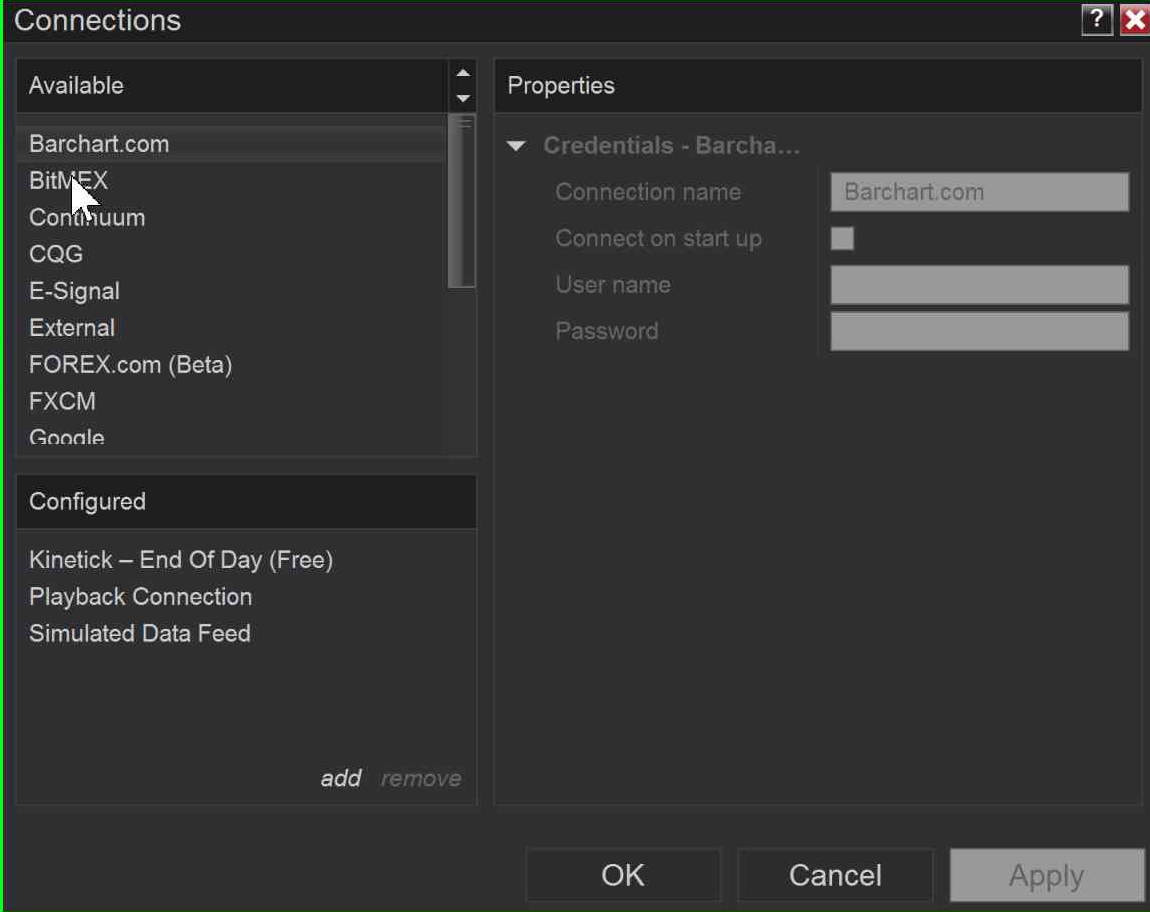 Connections
?
Available
Barchart.com
BitMEX
Continuum
CQG
E-Signal
External
FOREX.com (Beta)
FXCM
Google
Configured
Kinetick – End Of Day (Free)
Playback Connection
Simulated Data Feed
add remove
Properties
Credentials - Barcha...
Connection name Barchart.com
Connect on start up
User name
Password
OK Cancel Apply